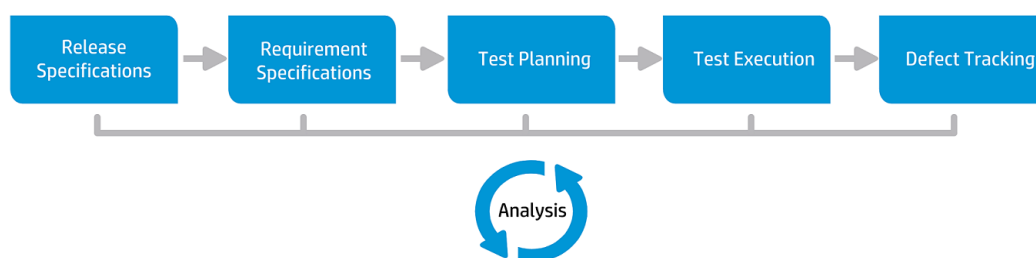 Release
Specifications
Requirement
Specifications
Test Planning
Test Execution
Defect Tracking
Analysis